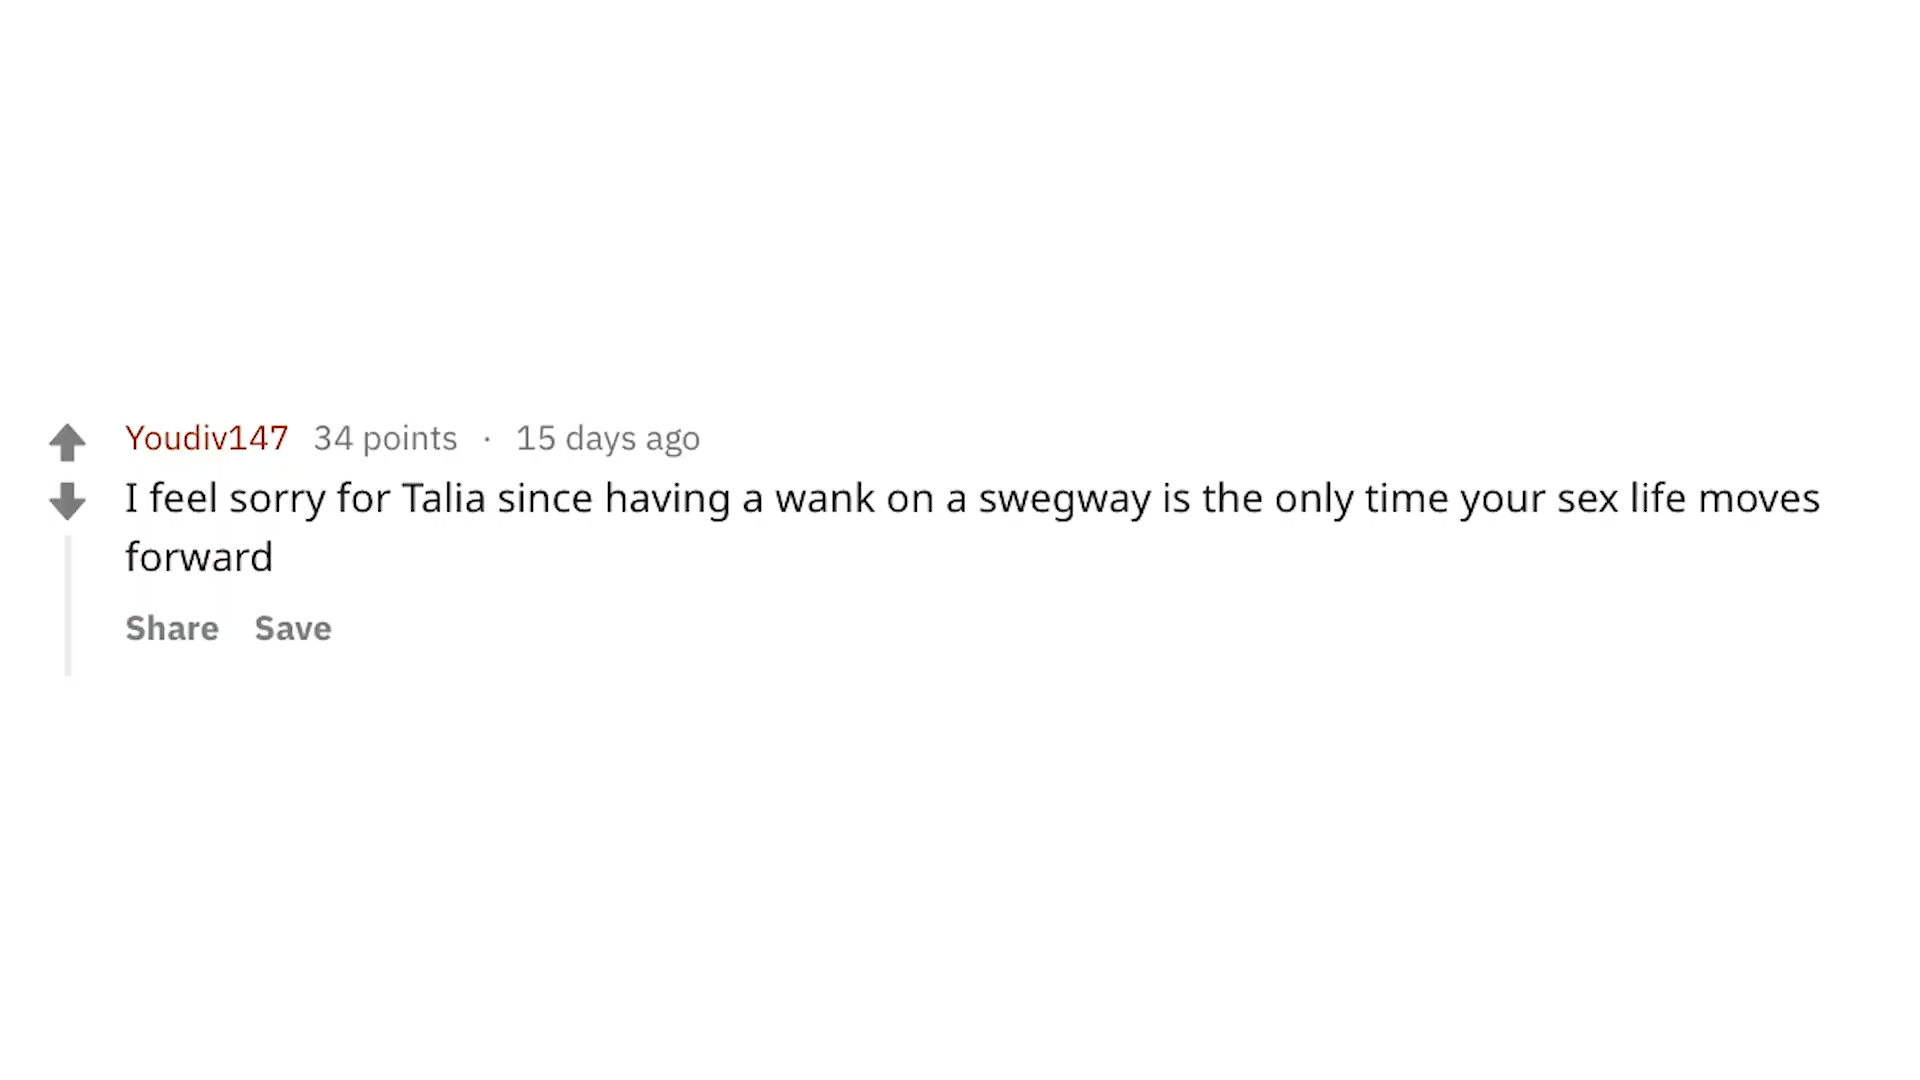 Youdiv147 34 points · 15 days ago
I feel sorry for Talia since having a wank on a swegway is the only time your sex life moves
forward
Share Save